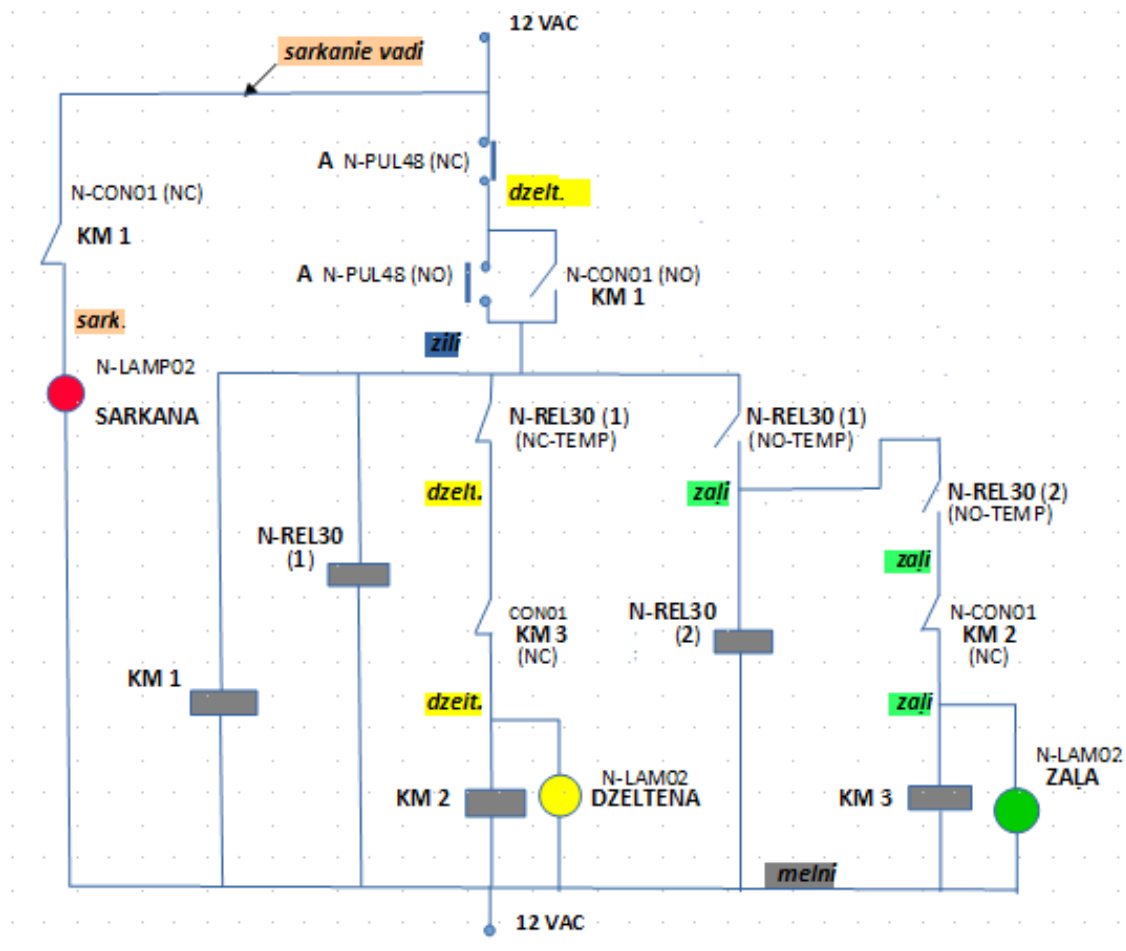 12 VAC
sarkanie vadi
A N-PUL48 (NC)
dzelt.
N-CON01 (NC)
KM 1
A N-PUL48 (NO)
N-CON01 (NO)
KM 1
sark.
zili
N-LAMP02
SARKANA
N-REL30 (1)
(NC-TEMP)
N-REL30 (1)
(NO-TEMP)
dzelt.
zaļi
N-REL30 (2)
(NO-TEMP)
N-REL30
(1)
zaļi
CON01
KM 3
(NC)
N-REL30
(2)
N-CON01
KM 2
(NC)
KM 1
dzeit.
zaļi
N-LAM02
DZELTENA
KM 2
N-LAM02
ZAĻA
KM 3
melni
12 VAC